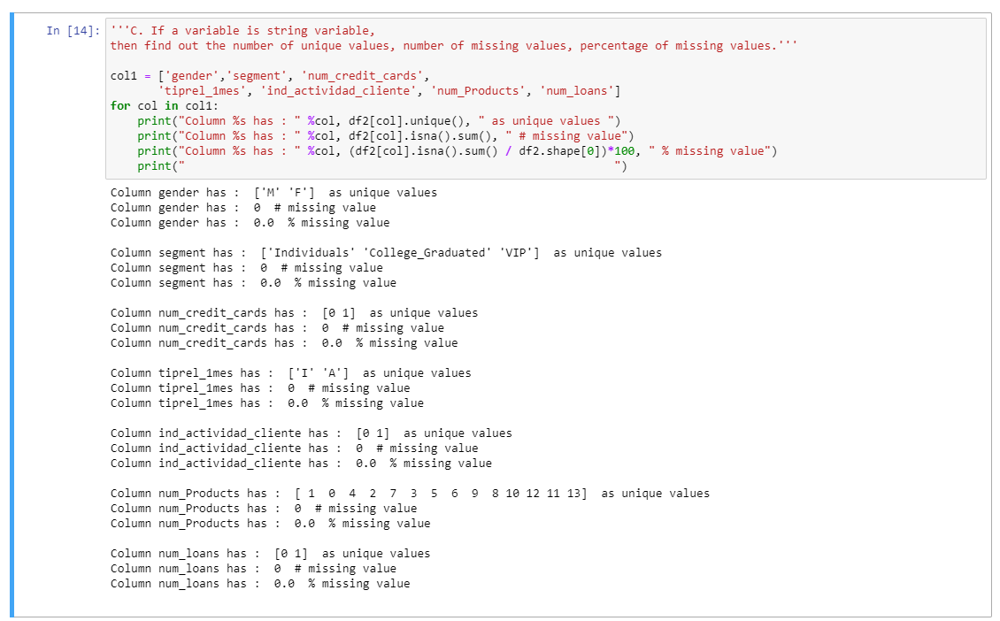 In [14]: '''C. If a variable is string variable,
then find out the number of unique values, number of missing values, percentage of missing values.'''
col1 = ['gender','segment', 'num_credit_cards',
'tiprel_1mes', 'ind_actividad_cliente', 'num_Products', 'num_loans']
for col in col1:
print("Column %s has : " %col, df2[col].unique(), " as unique values ")
print("Column %s has : " %col, df2[col].isna().sum(), " # missing value")
print("Column %s has : " %col, (df2[col].isna().sum() / df2.shape[0])*100, " % missing value")
print("                                                               ")
Column gender has :  ['M' 'F']  as unique values
Column gender has :  0  # missing value
Column gender has :  0.0  % missing value
Column segment has :  ['Individuals' 'College_Graduated' 'VIP']  as unique values
Column segment has :  0  # missing value
Column segment has :  0.0  % missing value
Column num_credit_cards has :  [0 1]  as unique values
Column num_credit_cards has :  0  # missing value
Column num_credit_cards has :  0.0  % missing value
Column tiprel_1mes has :  ['I' 'A']  as unique values
Column tiprel_1mes has :  0  # missing value
Column tiprel_1mes has :  0.0  % missing value
Column ind_actividad_cliente has :  [0 1]  as unique values
Column ind_actividad_cliente has :  0  # missing value
Column ind_actividad_cliente has :  0.0  % missing value
Column num_Products has :  [ 1  0  4  2  7  3  5  6  9  8 10 12 11 13]  as unique values
Column num_Products has :  0  # missing value
Column num_Products has :  0.0  % missing value
Column num_loans has :  [0 1]  as unique values
Column num_loans has :  0  # missing value
Column num_loans has :  0.0  % missing value